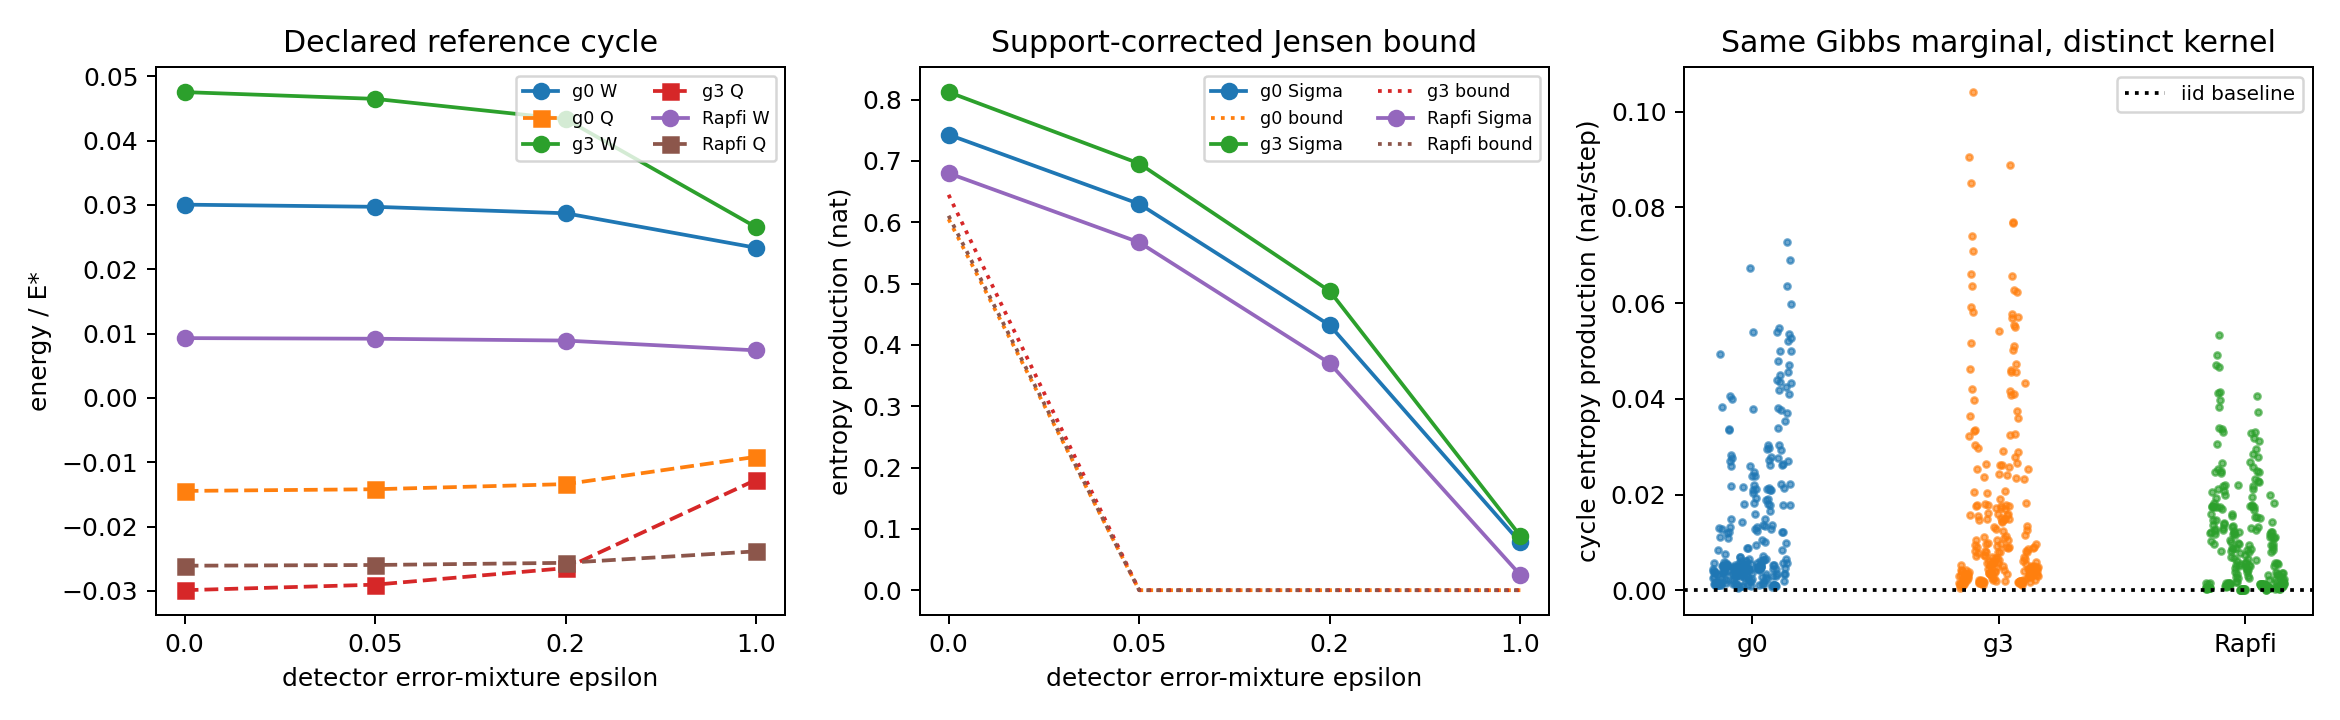 Declared reference cycle
energy / E*
0.05
0.04
0.03
0.02
0.01
0.00
−0.01
−0.02
−0.03
g0 W
g0 Q
g3 W
g3 Q
Rapfi W
Rapfi Q
0.0
0.05
0.2
1.0
detector error-mixture epsilon
Support-corrected Jensen bound
entropy production (nat)
0.8
0.7
0.6
0.5
0.4
0.3
0.2
0.1
0.0
g0 Sigma
g0 bound
g3 Sigma
g3 bound
Rapfi Sigma
Rapfi bound
0.0
0.05
0.2
1.0
detector error-mixture epsilon
Same Gibbs marginal, distinct kernel
cycle entropy production (nat/step)
0.10
0.08
0.06
0.04
0.02
0.00
iid baseline
g0
g3
Rapfi